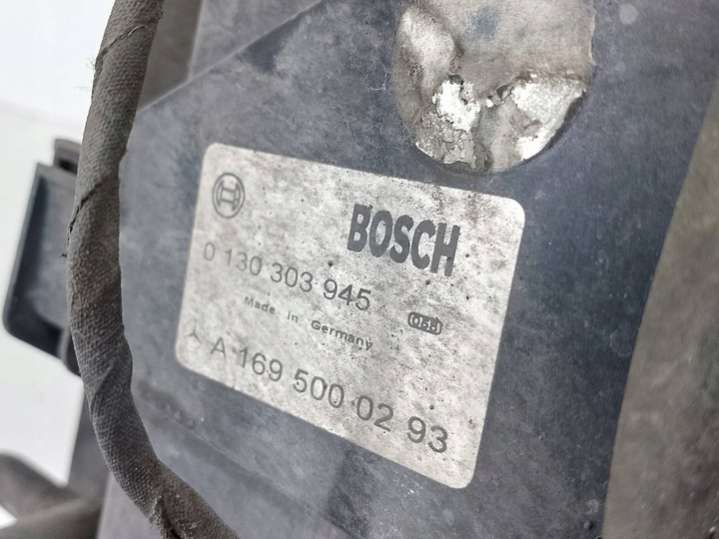 BOSCH
0 130 303 945
Made in Germany
A 169 500 02 93